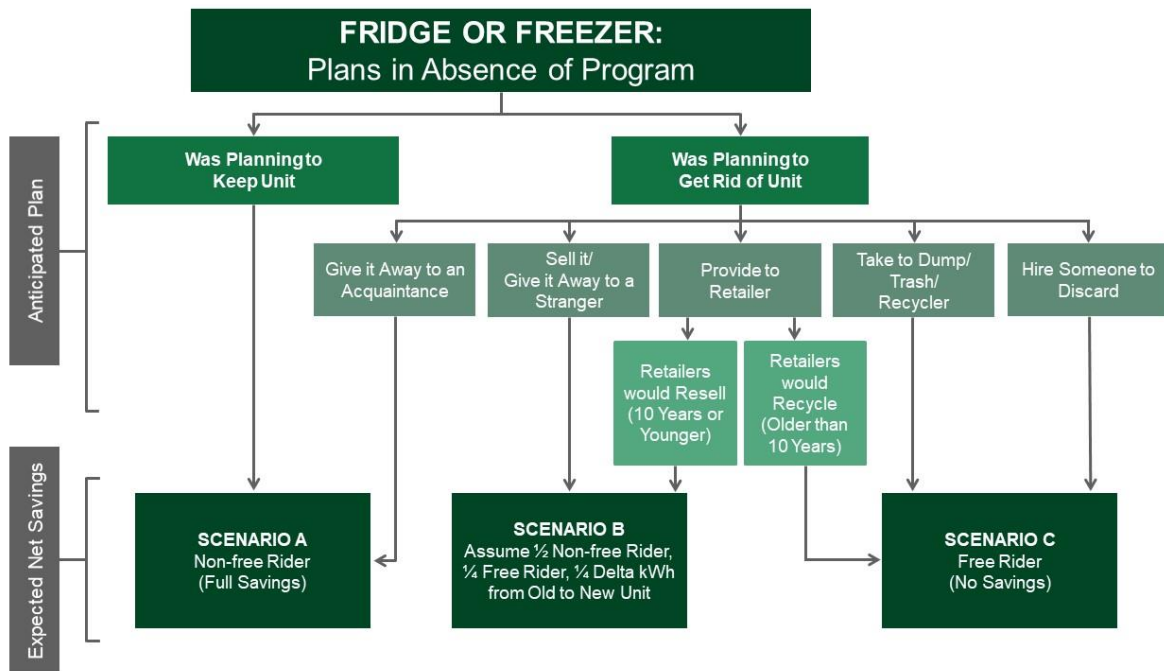 FRIDGE OR FREEZER:
Plans in Absence of Program
Anticipated Plan
Was Planning to
Keep Unit
Was Planning to
Get Rid of Unit
Give it Away to an
Acquaintance
Sell it/
Give it Away to a
Stranger
Provide to
Retailer
Take to Dump/
Trash/
Recycler
Hire Someone to
Discard
Retailers
would Resell
(10 Years or
Younger)
Retailers
would
Recycle
(Older than
10 Years)
Expected Net Savings
SCENARIO A
Non-free Rider
(Full Savings)
SCENARIO B
Assume ½ Non-free Rider,
¼ Free Rider, ¼ Delta kWh
from Old to New Unit
SCENARIO C
Free Rider
(No Savings)